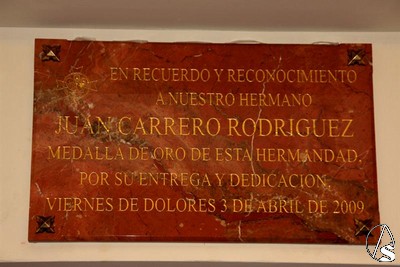 EN RECUERDO Y RECONOCIMIENTO
A NUESTRO HERMANO
JUAN CARRERO RODRIGUEZ
MEDALLA DE ORO DE ESTA HERMANDAD,
POR SU ENTREGA Y DEDICACION
VIERNES DE DOLORES 3 DE ABRIL DE 2009